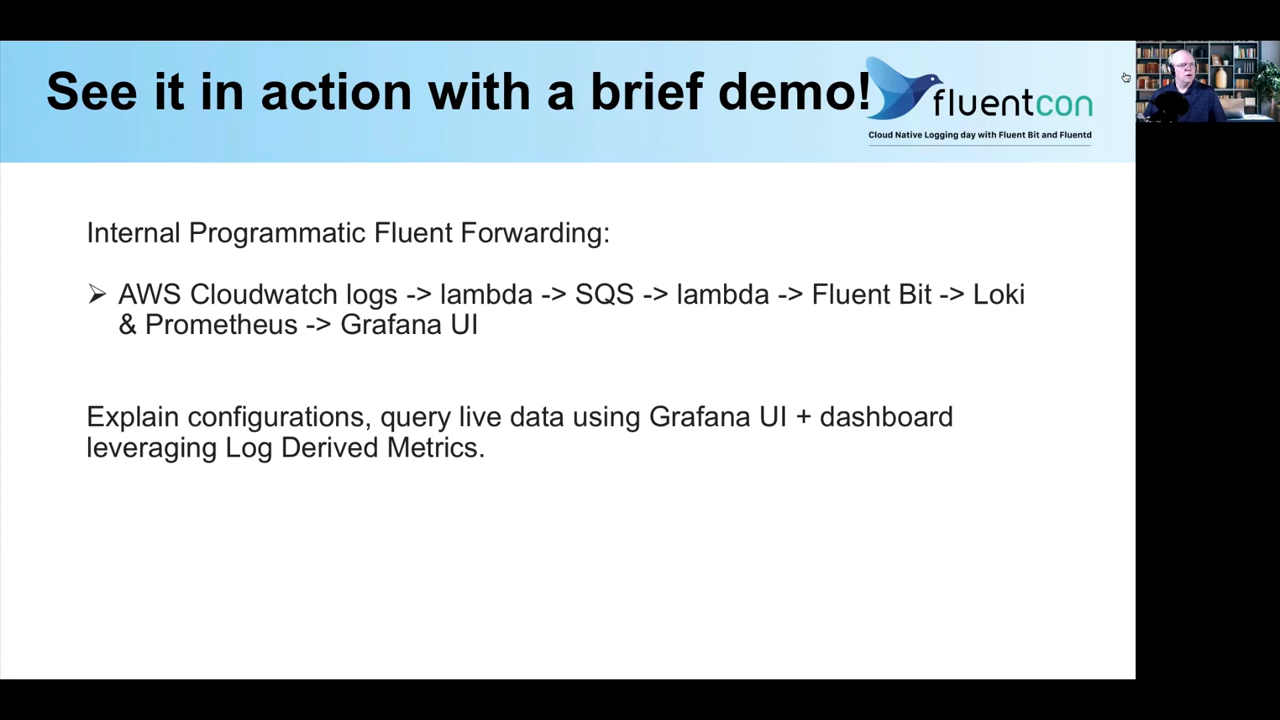 See it in action with a brief demo!
fluentcon
Cloud Native Logging day with Fluent Bit and Fluentd
Internal Programmatic Fluent Forwarding:
➢ AWS Cloudwatch logs -> lambda -> SQS -> lambda -> Fluent Bit -> Loki
& Prometheus -> Grafana UI
Explain configurations, query live data using Grafana UI + dashboard
leveraging Log Derived Metrics.